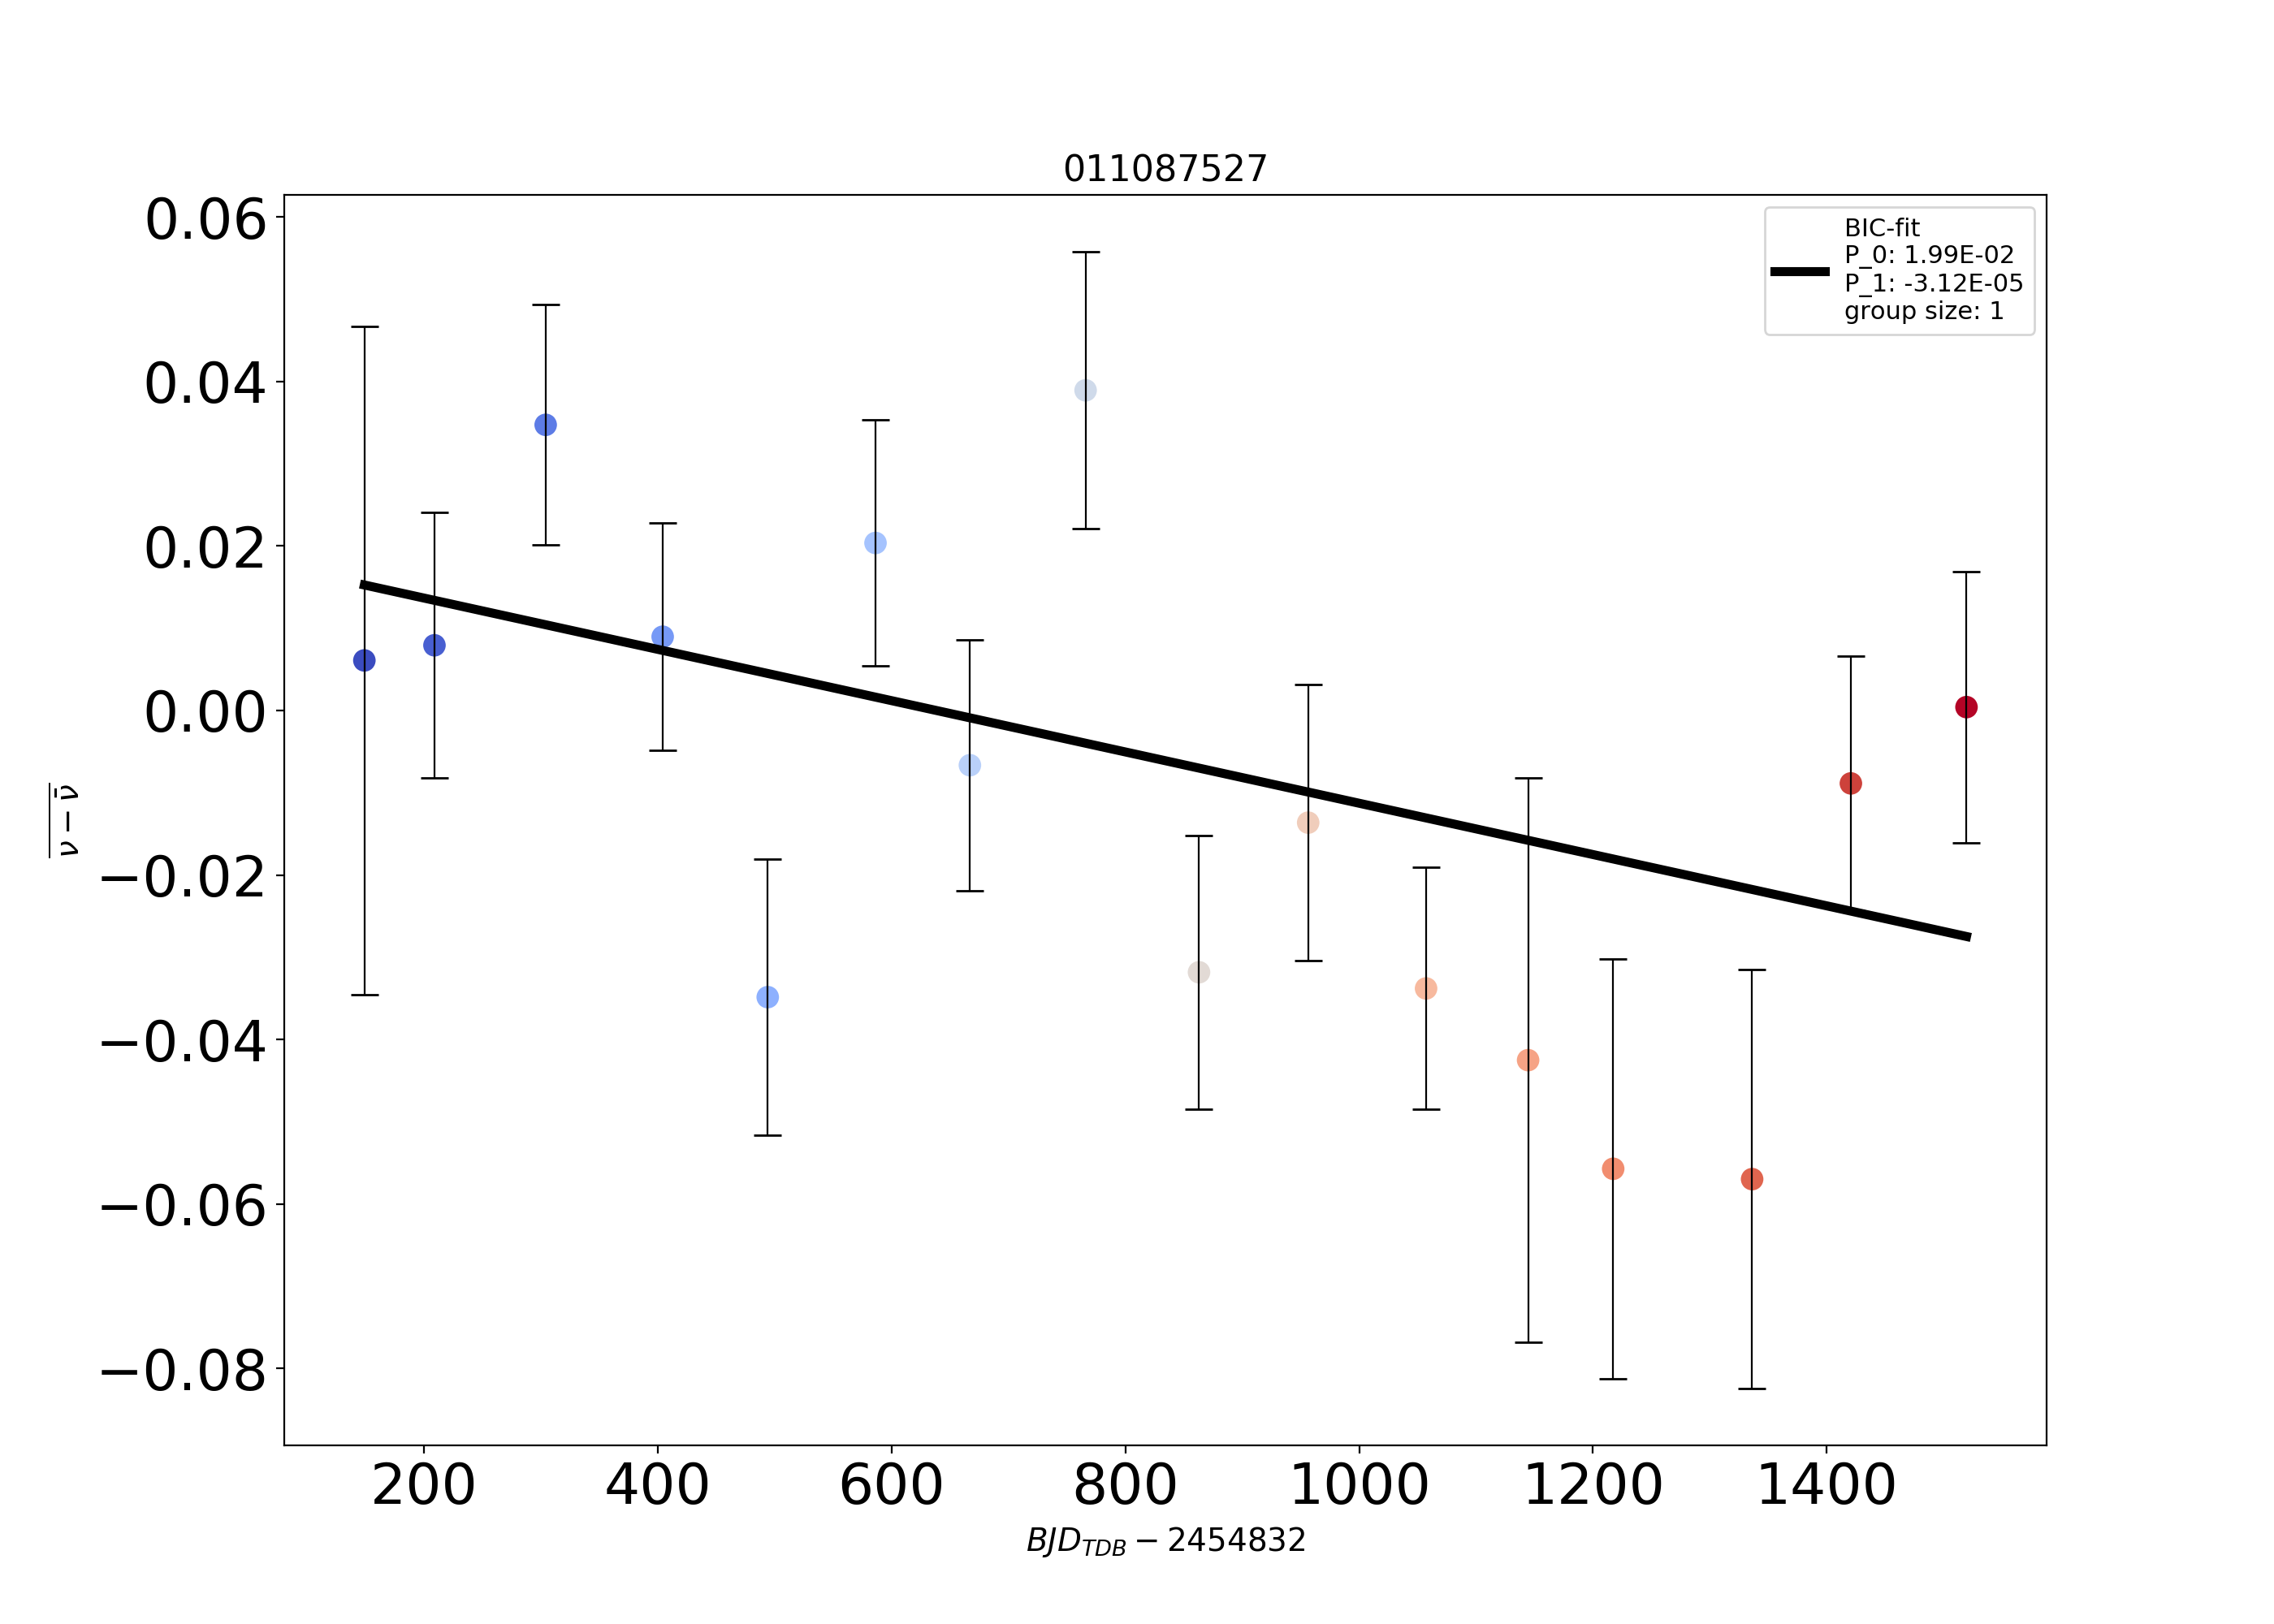 011087527
0.06
0.04
0.02
0.00
−0.02
−0.04
−0.06
−0.08
ν − ν̄
BIC-fit
P_0: 1.99E-02
P_1: -3.12E-05
group size: 1
200 400 600 800 1000 1200 1400
BJD_TDB − 2454832